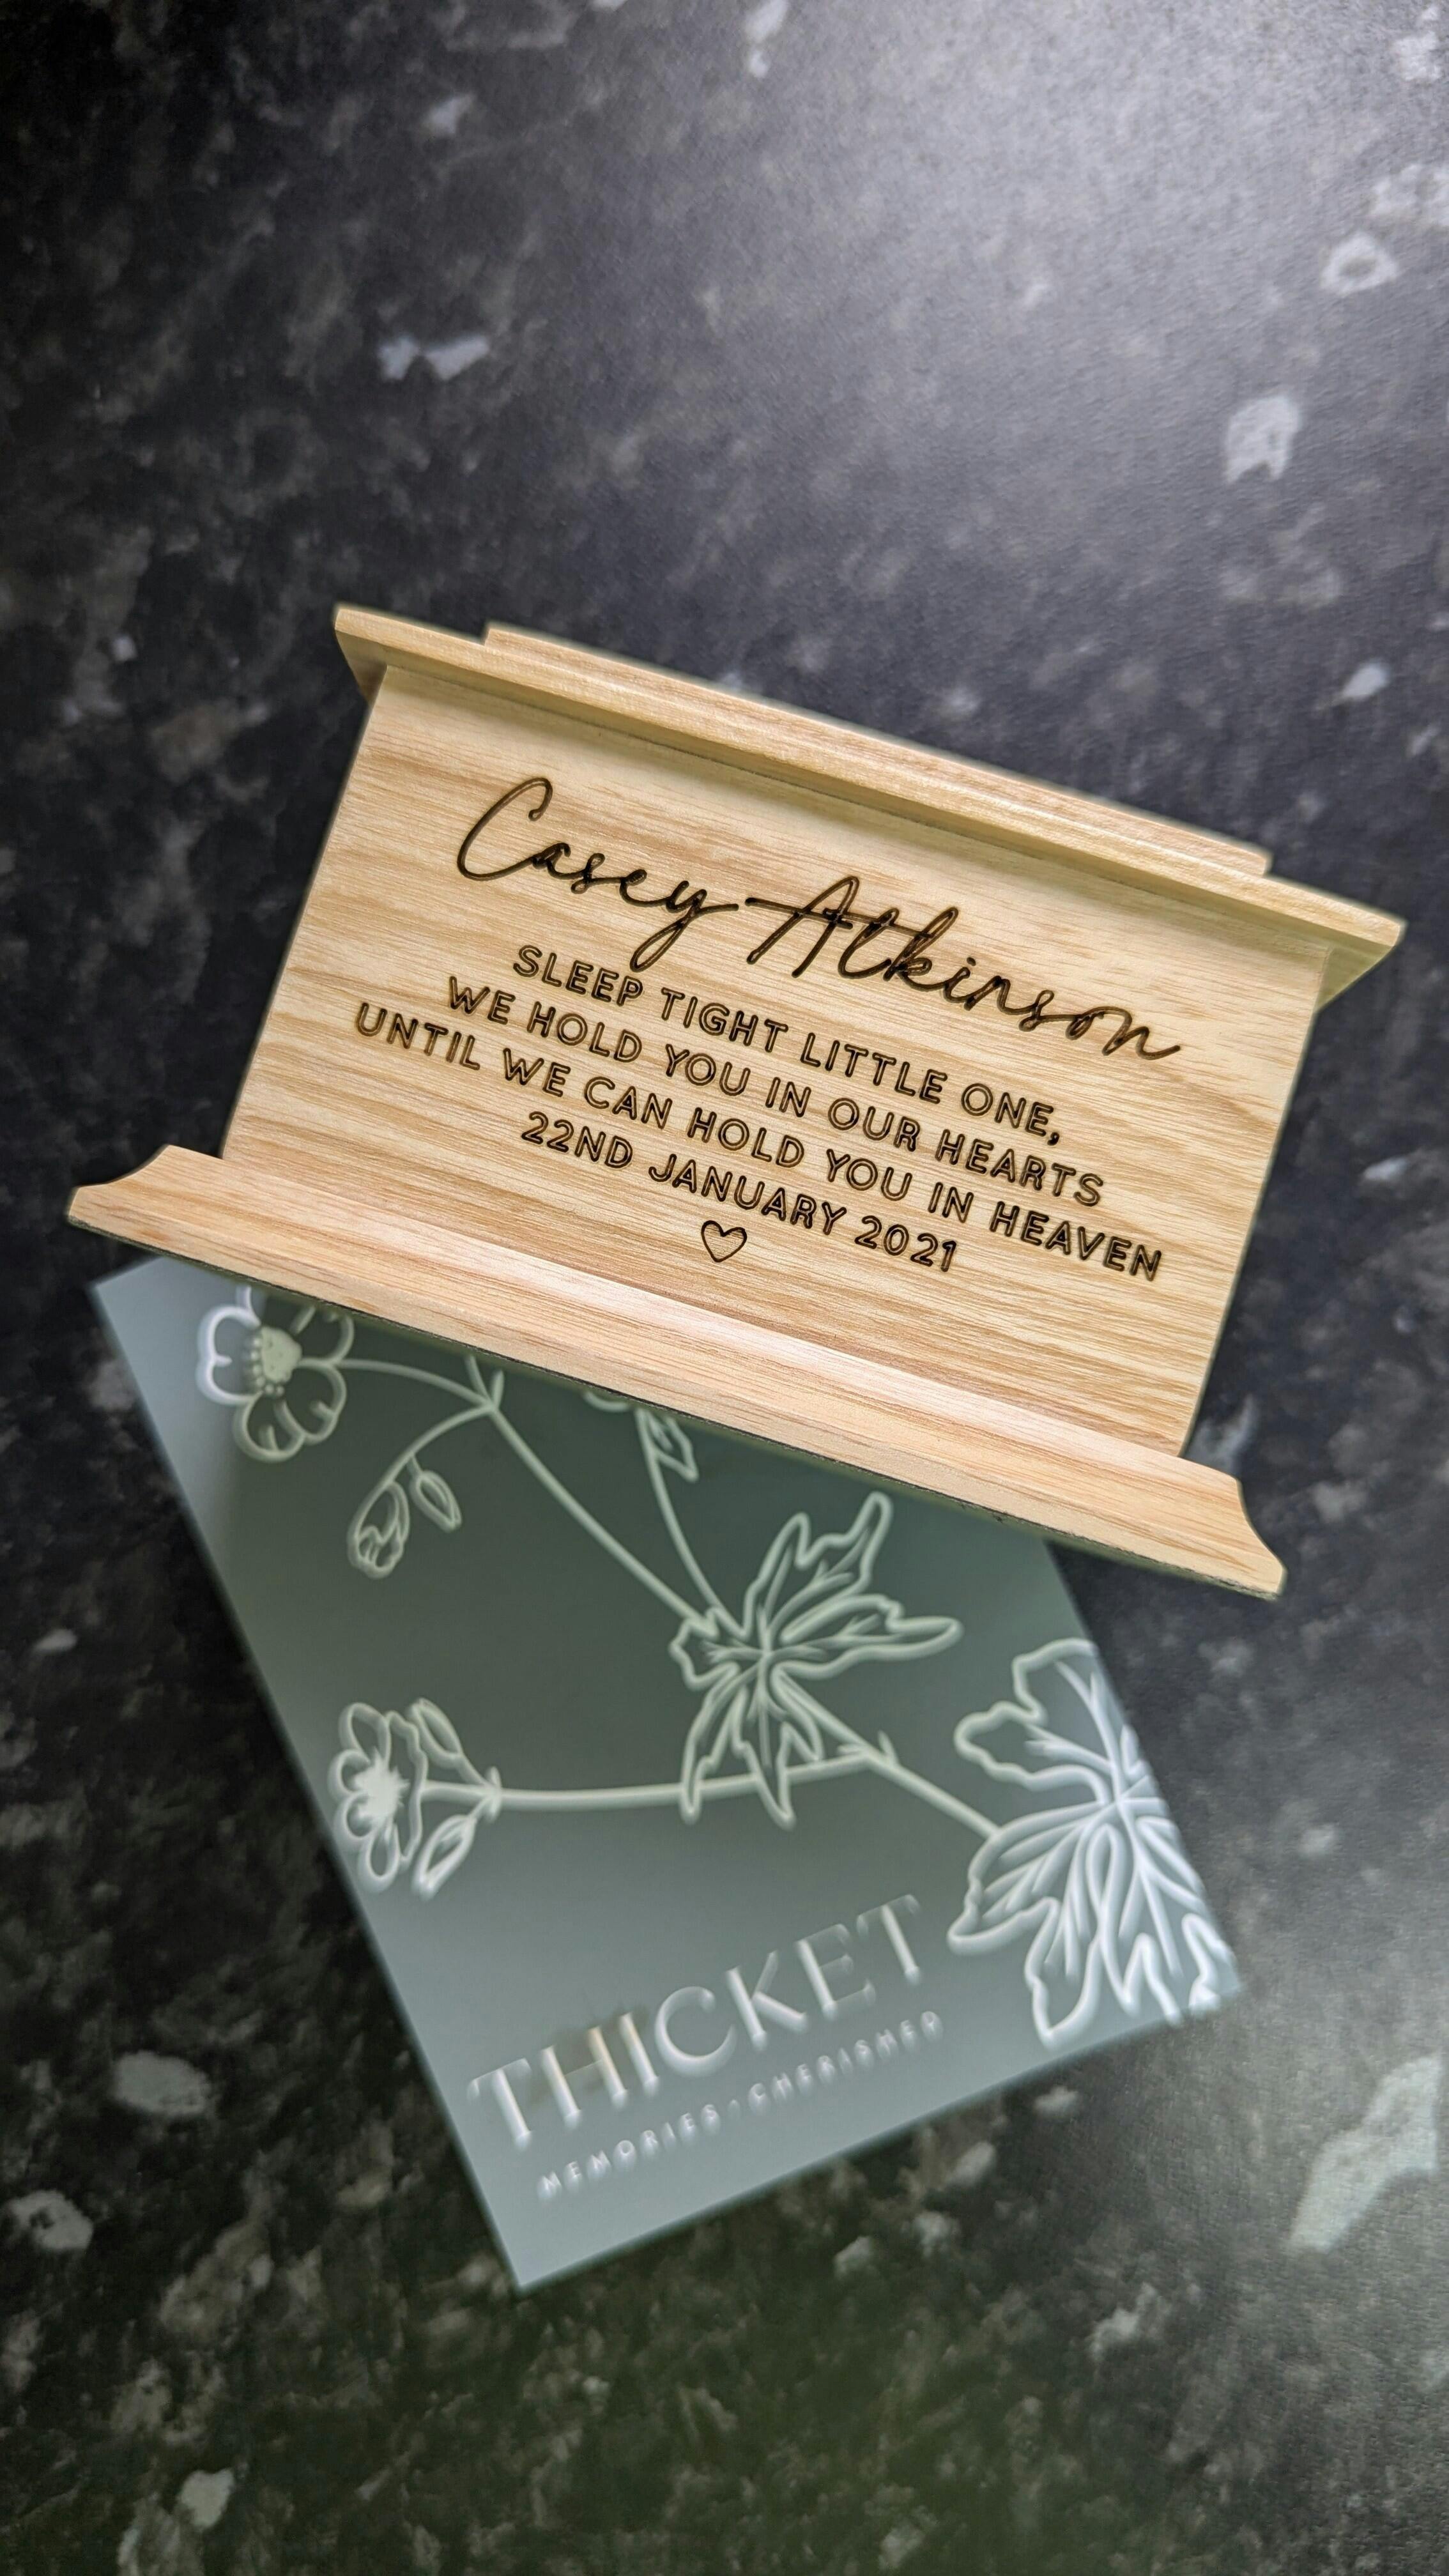 Casey Atkinson
SLEEP TIGHT LITTLE ONE,
WE HOLD YOU IN OUR HEARTS
UNTIL WE CAN HOLD YOU IN HEAVEN
22ND JANUARY 2021
THICKET
MEMORIES · CHERISHED